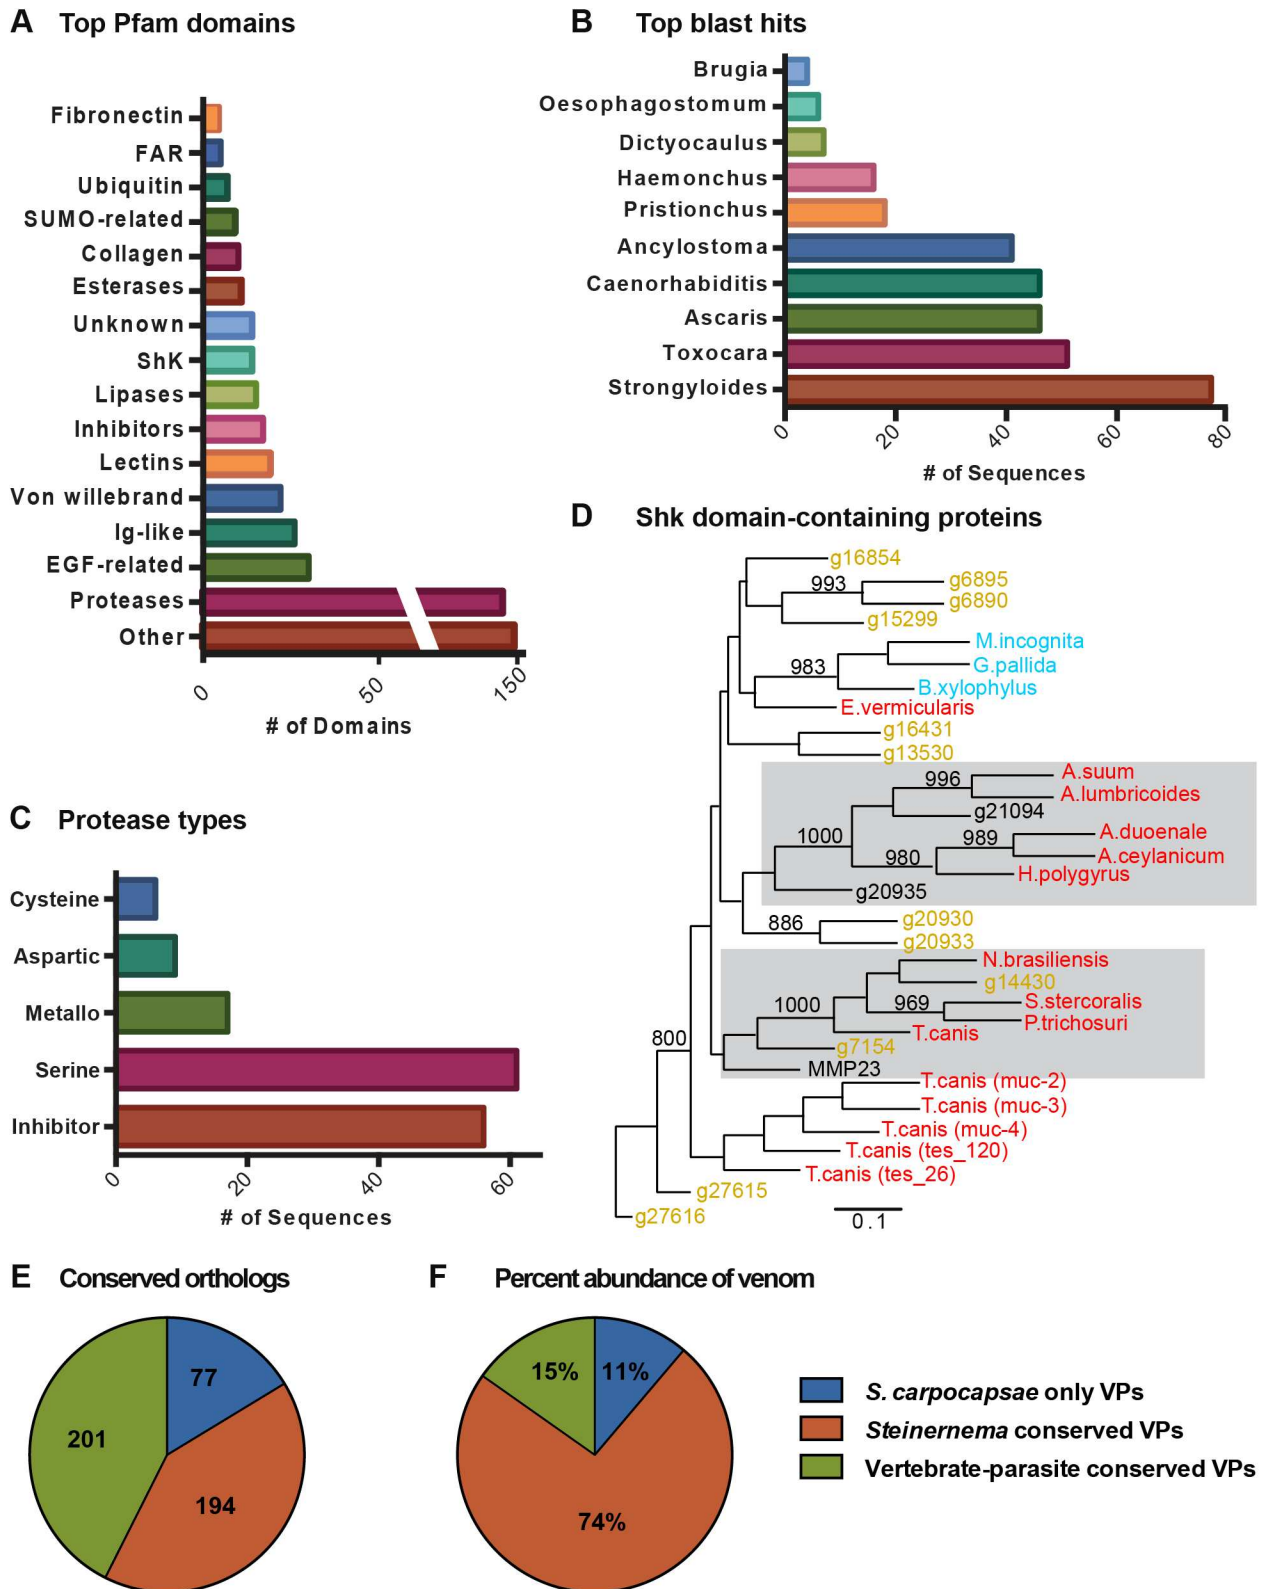 A Top Pfam domains
Fibronectin
FAR
Ubiquitin
SUMO-related
Collagen
Esterases
Unknown
ShK
Lipases
Inhibitors
Lectins
Von willebrand
Ig-like
EGF-related
Proteases
Other
0 50 150
# of Domains
B Top blast hits
Brugia
Oesophagostomum
Dictyocaulus
Haemonchus
Pristionchus
Ancylostoma
Caenorhabiditis
Ascaris
Toxocara
Strongyloides
0 20 40 60 80
# of Sequences
C Protease types
Cysteine
Aspartic
Metallo
Serine
Inhibitor
0 20 40 60
# of Sequences
D Shk domain-containing proteins
g16854
993 g6895
g6890
g15299
M.incognita
983 G.pallida
B.xylophylus
E.vermicularis
g16431
g13530
996 A.suum
A.lumbricoides
g21094
1000 989 A.duoenale
980 A.ceylanicum
H.polygyrus
g20935
886 g20930
g20933
N.brasiliensis
g14430
1000 969 S.stercoralis
P.trichosuri
T.canis
800 g7154
MMP23
T.canis (muc-2)
T.canis (muc-3)
T.canis (muc-4)
T.canis (tes_120)
T.canis (tes_26)
g27615
g27616
0.1
E Conserved orthologs
77
201
194
F Percent abundance of venom
15% 11%
74%
S. carpocapsae only VPs
Steinernema conserved VPs
Vertebrate-parasite conserved VPs